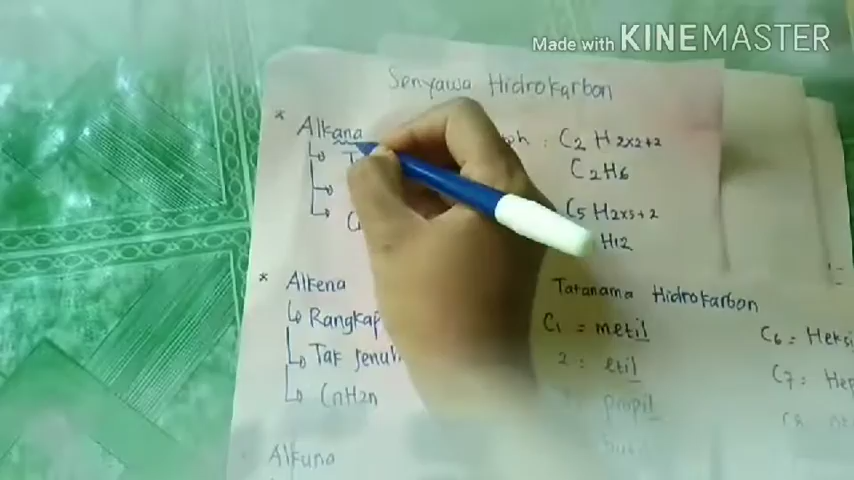 Made with KINEMASTER
Senyawa Hidrokarbon
* Alkana
: C2 H2x2+2
C2H6
C5 H2x5+2
H12
* Alkena
Rangkap
Tak jenuh
CnH2n
Alkuna
Tatanama Hidrokarbon
C1 = metil
2 : etil
propil
C6 = Heksi
C7 = Hep